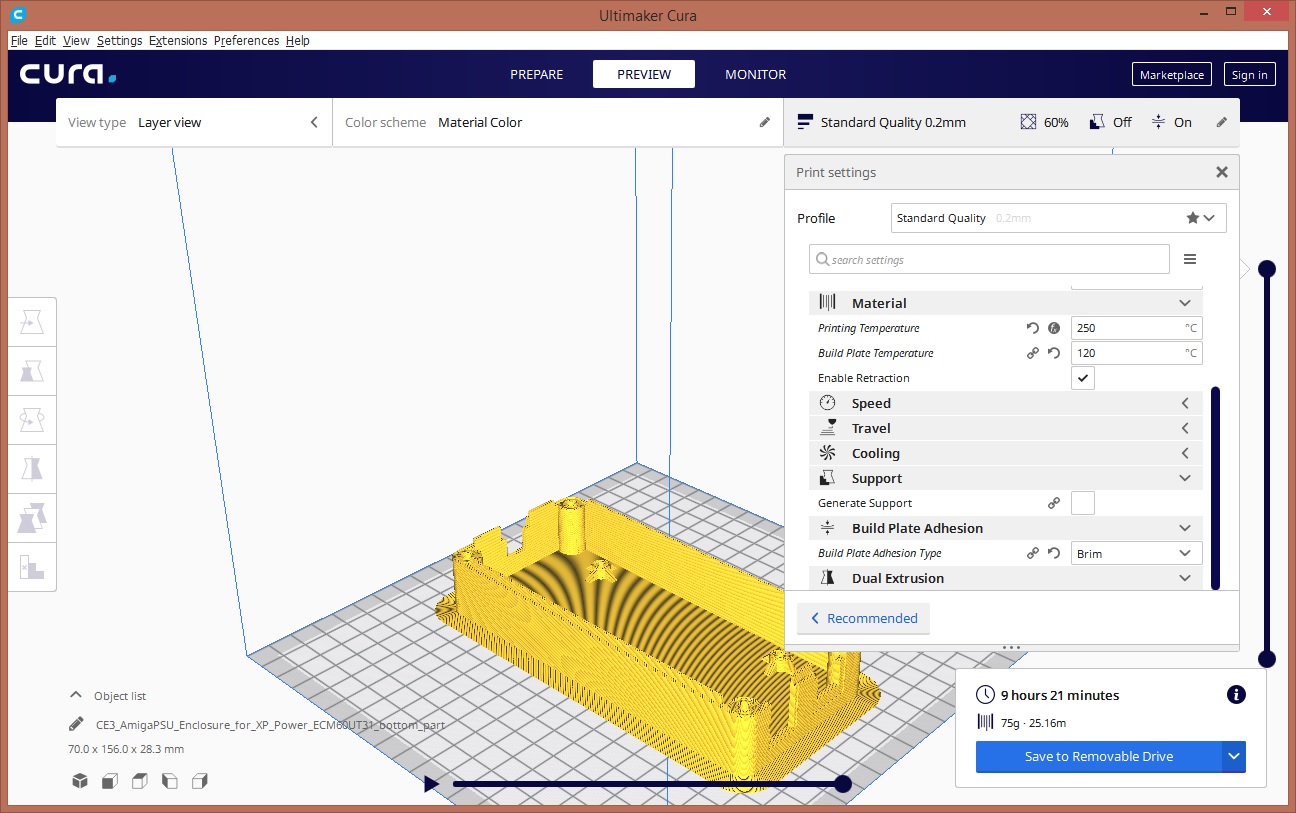 Ultimaker Cura
File Edit View Settings Extensions Preferences Help
cura.
PREPARE PREVIEW MONITOR Marketplace Sign in
View type Layer view Color scheme Material Color Standard Quality 0.2mm 60% Off On
Print settings
Profile Standard Quality 0.2mm
search settings
Material
Printing Temperature 250 °C
Build Plate Temperature 120 °C
Enable Retraction
Speed
Travel
Cooling
Support
Generate Support
Build Plate Adhesion
Build Plate Adhesion Type Brim
Dual Extrusion
Recommended
Object list
CE3_AmigaPSU_Enclosure_for_XP_Power_ECM60UT31_bottom_part
70.0 x 156.0 x 28.3 mm
9 hours 21 minutes
75g · 25.16m
Save to Removable Drive